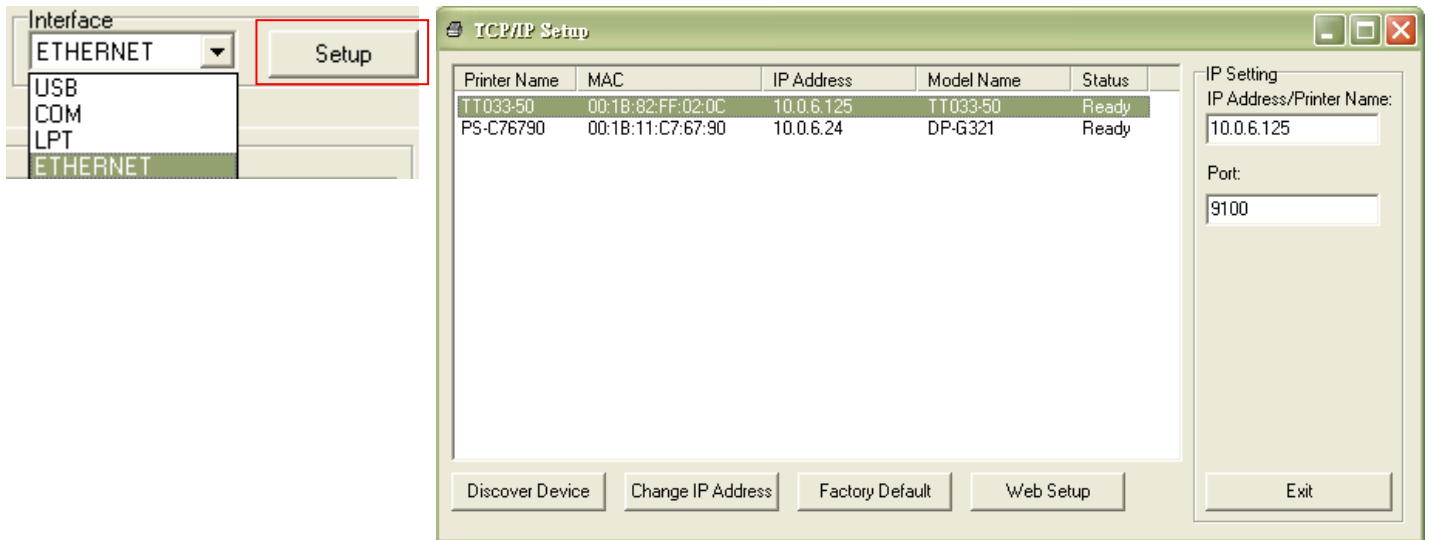 Interface
ETHERNET
Setup
USB
COM
LPT
ETHERNET
TCP/IP Setup
Printer Name MAC IP Address Model Name Status
TT033-50 00:1B:82:FF:02:0C 10.0.6.125 TT033-50 Ready
PS-C76790 00:1B:11:C7:67:90 10.0.6.24 DP-G321 Ready
IP Setting
IP Address/Printer Name:
10.0.6.125
Port:
9100
Discover Device Change IP Address Factory Default Web Setup Exit